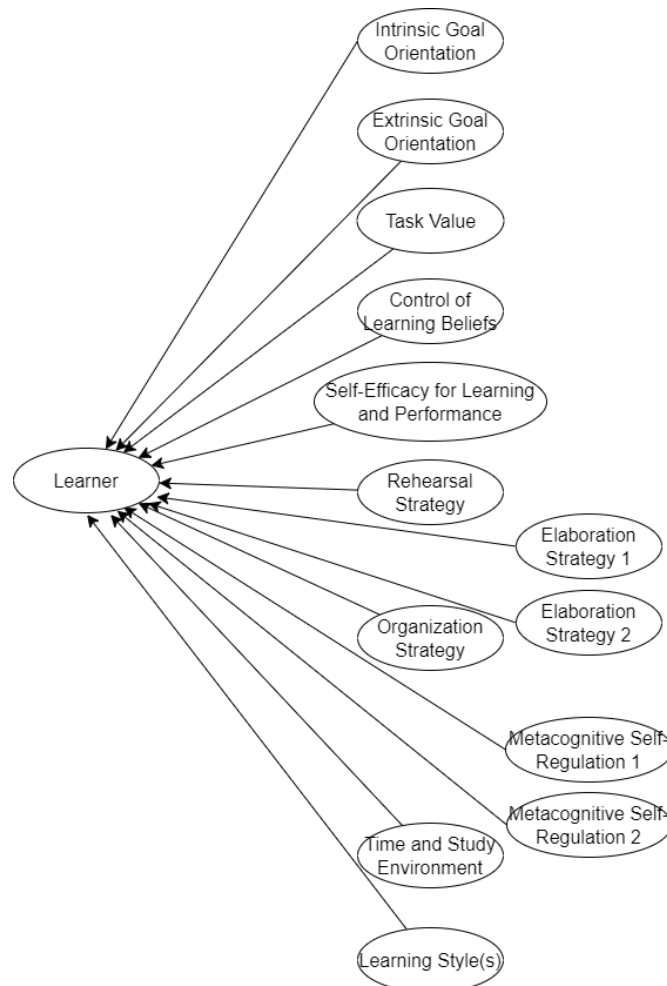 Intrinsic Goal
Orientation
Extrinsic Goal
Orientation
Task Value
Control of
Learning Beliefs
Self-Efficacy for Learning
and Performance
Learner
Rehearsal
Strategy
Elaboration
Strategy 1
Elaboration
Strategy 2
Organization
Strategy
Metacognitive Self-
Regulation 1
Metacognitive Self-
Regulation 2
Time and Study
Environment
Learning Style(s)